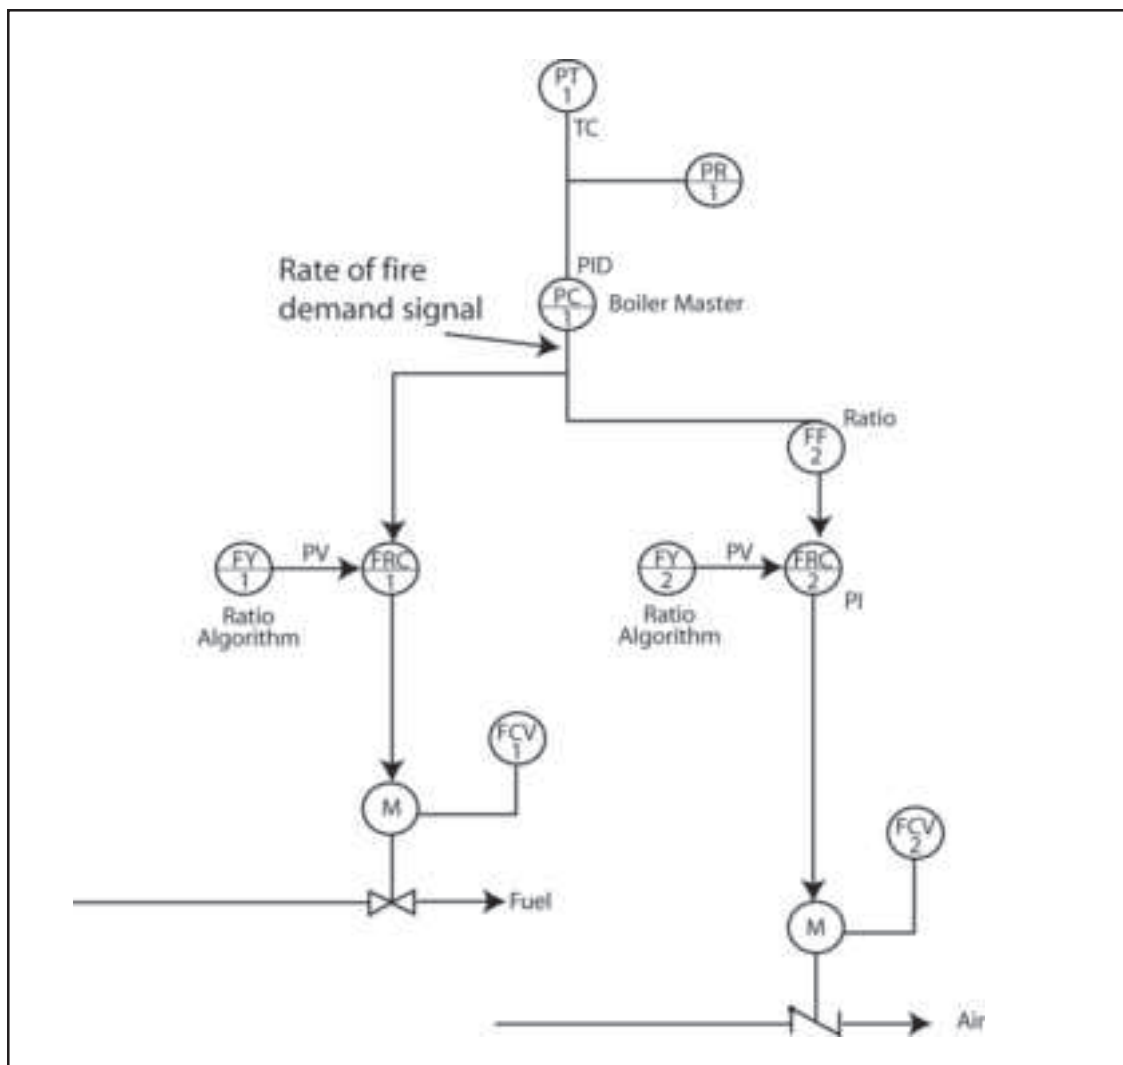 PT
1
TC
PR
1
PID
Rate of fire
demand signal
PC
1
Boiler Master
Ratio
FF
2
FY
1
PV
FRC
1
FY
2
PV
FRC
2
PI
Ratio
Algorithm
Ratio
Algorithm
FCV
1
M
FCV
2
Fuel
M
Air